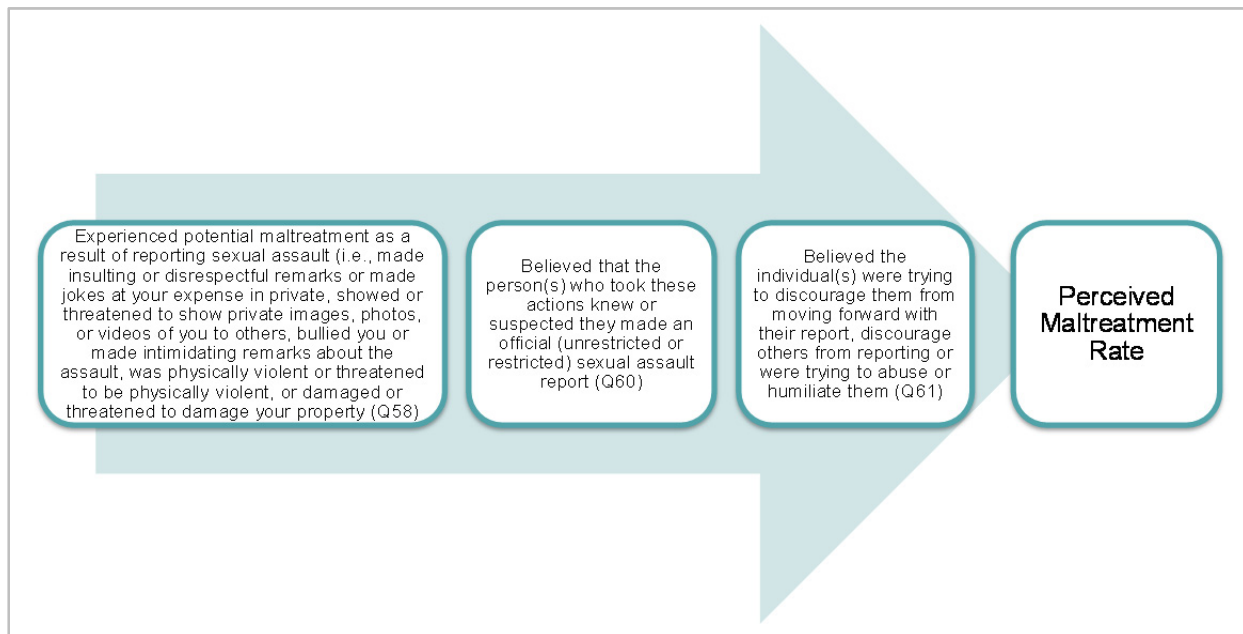 Experienced potential maltreatment as a
result of reporting sexual assault (i.e., made
insulting or disrespectful remarks or made
jokes at your expense in private, showed or
threatened to show private images, photos,
or videos of you to others, bullied you or
made intimidating remarks about the
assault, was physically violent or threatened
to be physically violent, or damaged or
threatened to damage your property (Q58)
Believed that the
person(s) who took these
actions knew or
suspected they made an
official (unrestricted or
restricted) sexual assault
report (Q60)
Believed the
individual(s) were trying
to discourage them from
moving forward with
their report, discourage
others from reporting or
were trying to abuse or
humiliate them (Q61)
Perceived
Maltreatment
Rate